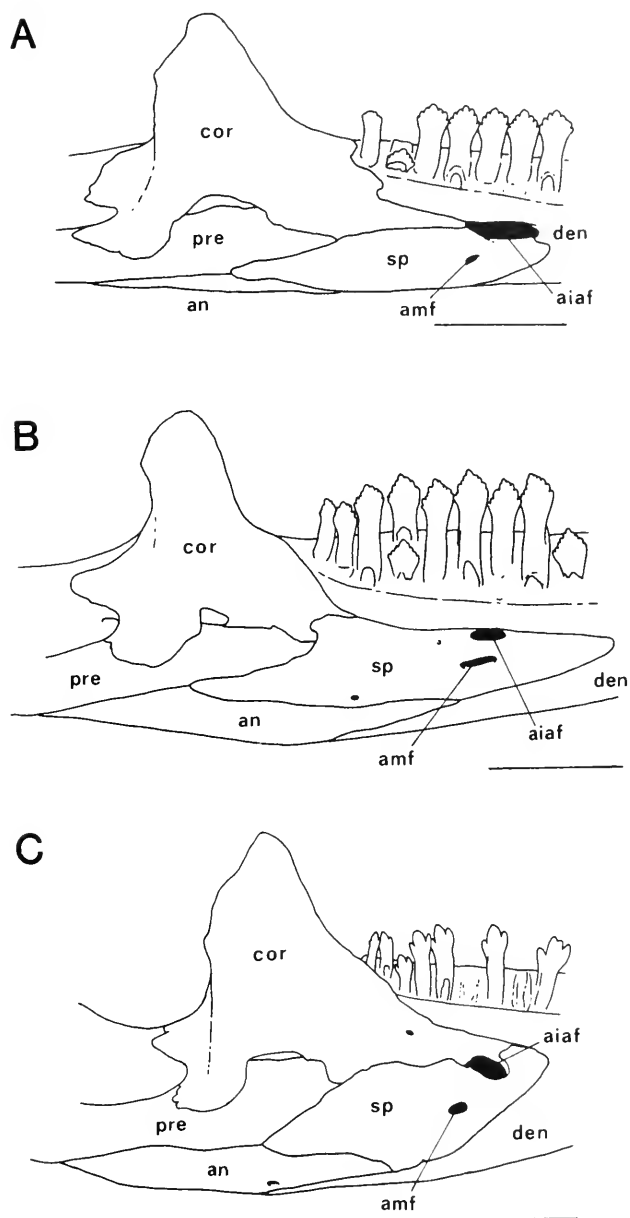 A
cor
pre
sp
den
an
amf
aiaf
B
cor
sp
pre
den
an
aiaf
amf
C
cor
aiaf
sp
pre
den
an
amf